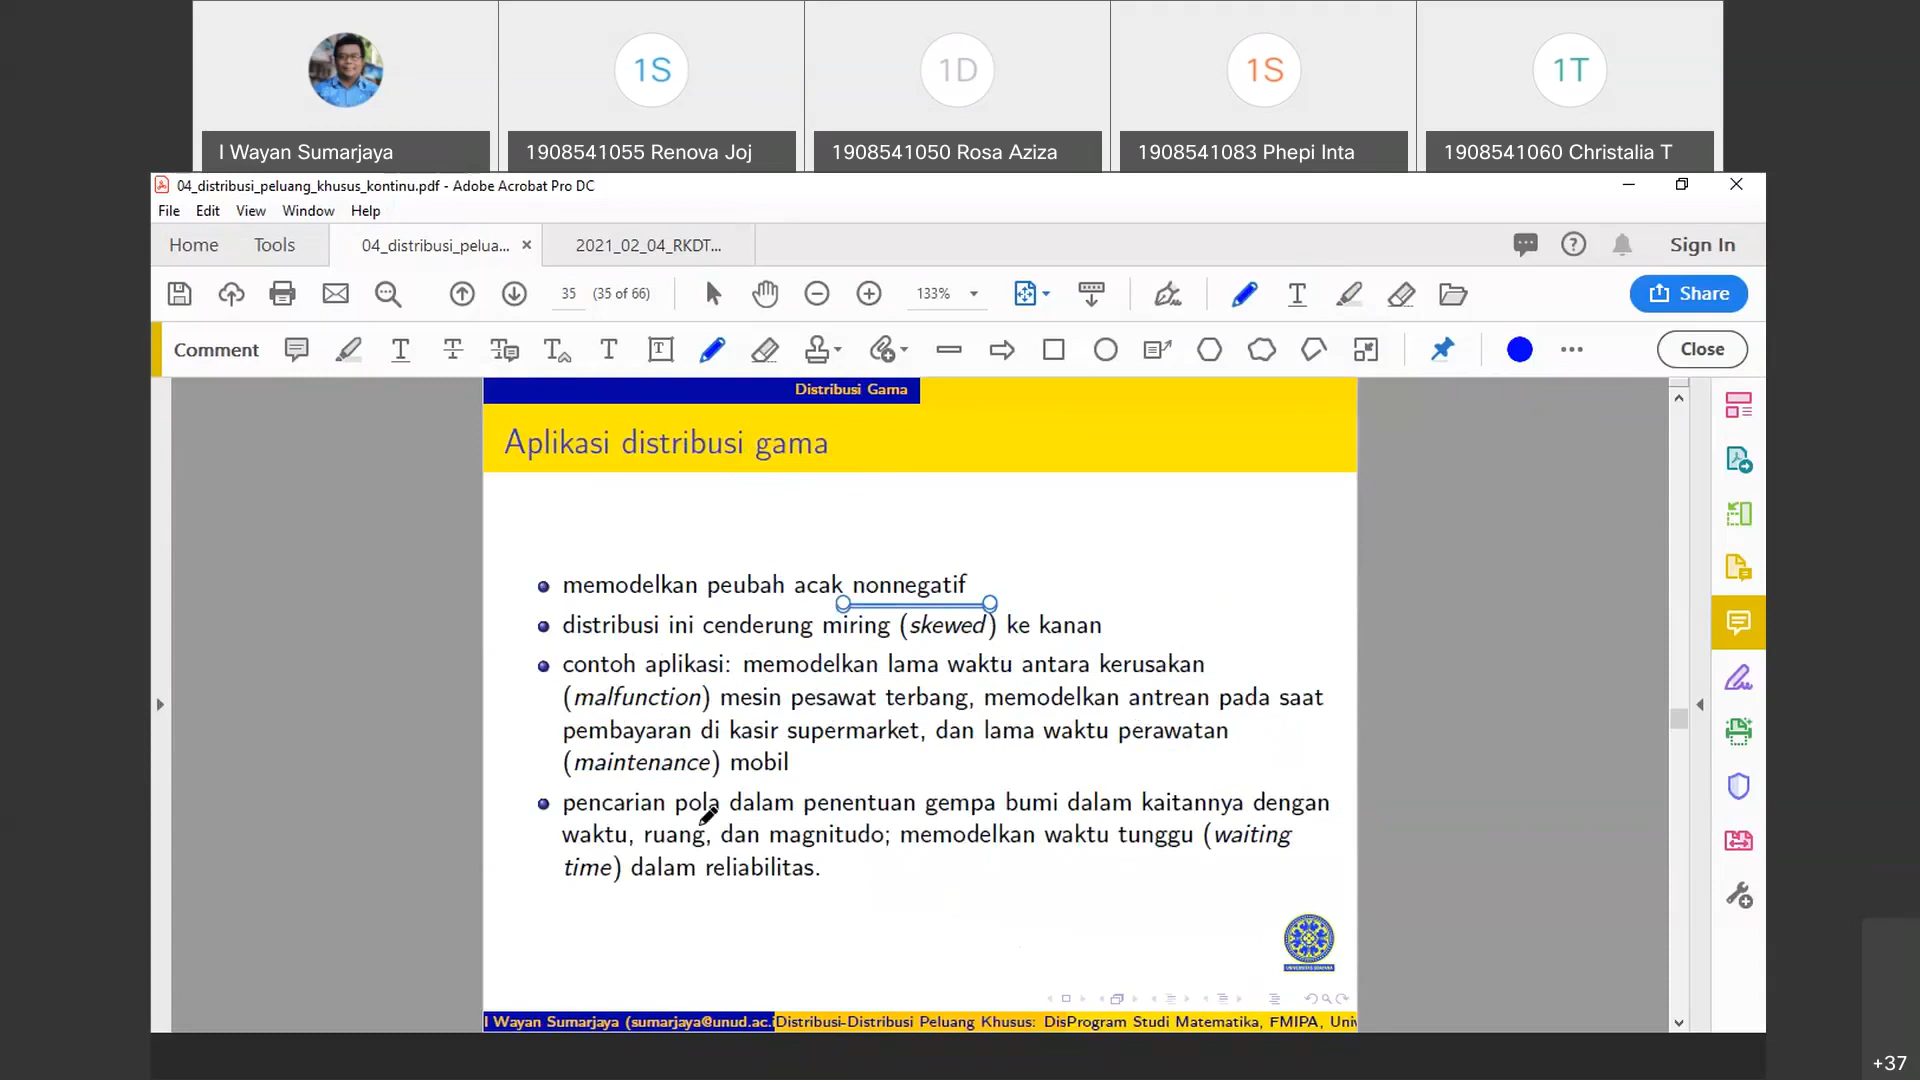 1S
1D
1S
1T
I Wayan Sumarjaya
1908541055 Renova Joj
1908541050 Rosa Aziza
1908541083 Phepi Inta
1908541060 Christalia T
04_distribusi_peluang_khusus_kontinu.pdf - Adobe Acrobat Pro DC
File Edit View Window Help
Home Tools 04_distribusi_pelua... 2021_02_04_RKDT... Sign In
35 (35 of 66) 133% Share
Comment Close
Distribusi Gama
Aplikasi distribusi gama
memodelkan peubah acak nonnegatif
distribusi ini cenderung miring (skewed) ke kanan
contoh aplikasi: memodelkan lama waktu antara kerusakan
(malfunction) mesin pesawat terbang, memodelkan antrean pada saat
pembayaran di kasir supermarket, dan lama waktu perawatan
(maintenance) mobil
pencarian pola dalam penentuan gempa bumi dalam kaitannya dengan
waktu, ruang, dan magnitudo; memodelkan waktu tunggu (waiting
time) dalam reliabilitas.
I Wayan Sumarjaya (sumarjaya@unud.ac.i Distribusi-Distribusi Peluang Khusus: Dis Program Studi Matematika, FMIPA, Univ
+37